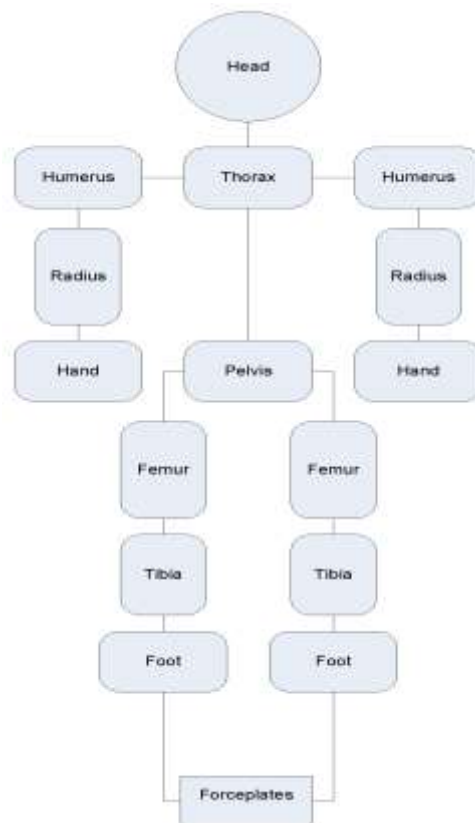 Head
Humerus Thorax Humerus
Radius Radius
Hand Pelvis Hand
Femur Femur
Tibia Tibia
Foot Foot
Forceplates